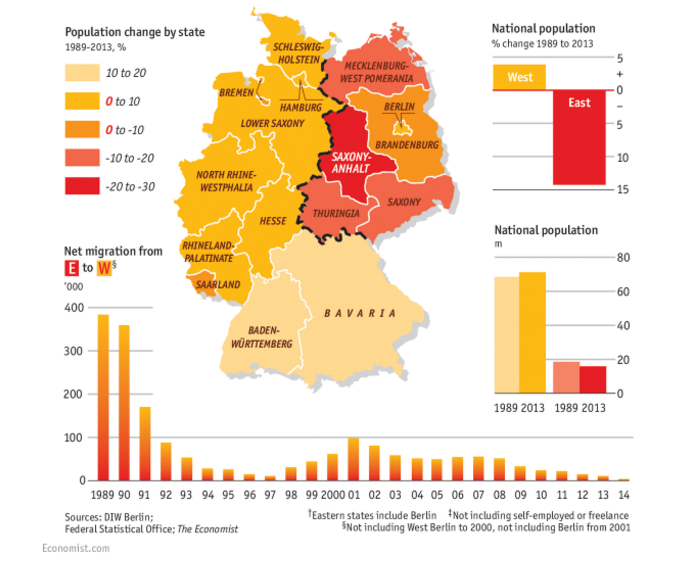 Population change by state
1989-2013, %
10 to 20
0 to 10
0 to -10
-10 to -20
-20 to -30
SCHLESWIG-
HOLSTEIN
MECKLENBURG-
WEST POMERANIA
BREMEN
HAMBURG
BERLIN
LOWER SAXONY
BRANDENBURG
SAXONY-
ANHALT
NORTH RHINE-
WESTPHALIA
HESSE
THURINGIA
SAXONY
RHINELAND-
PALATINATE
SAARLAND
BAVARIA
BADEN-
WÜRTTEMBERG
National population
% change 1989 to 2013
5
+
0
–
5
10
15
West
East
National population
m
80
60
40
20
0
1989 2013
1989 2013
Net migration from
E to W§
'000
400
300
200
100
0
1989 90 91 92 93 94 95 96 97 98 99 2000 01 02 03 04 05 06 07 08 09 10 11 12 13 14
Sources: DIW Berlin;
Federal Statistical Office; The Economist
†Eastern states include Berlin ‡Not including self-employed or freelance
§Not including West Berlin to 2000, not including Berlin from 2001
Economist.com